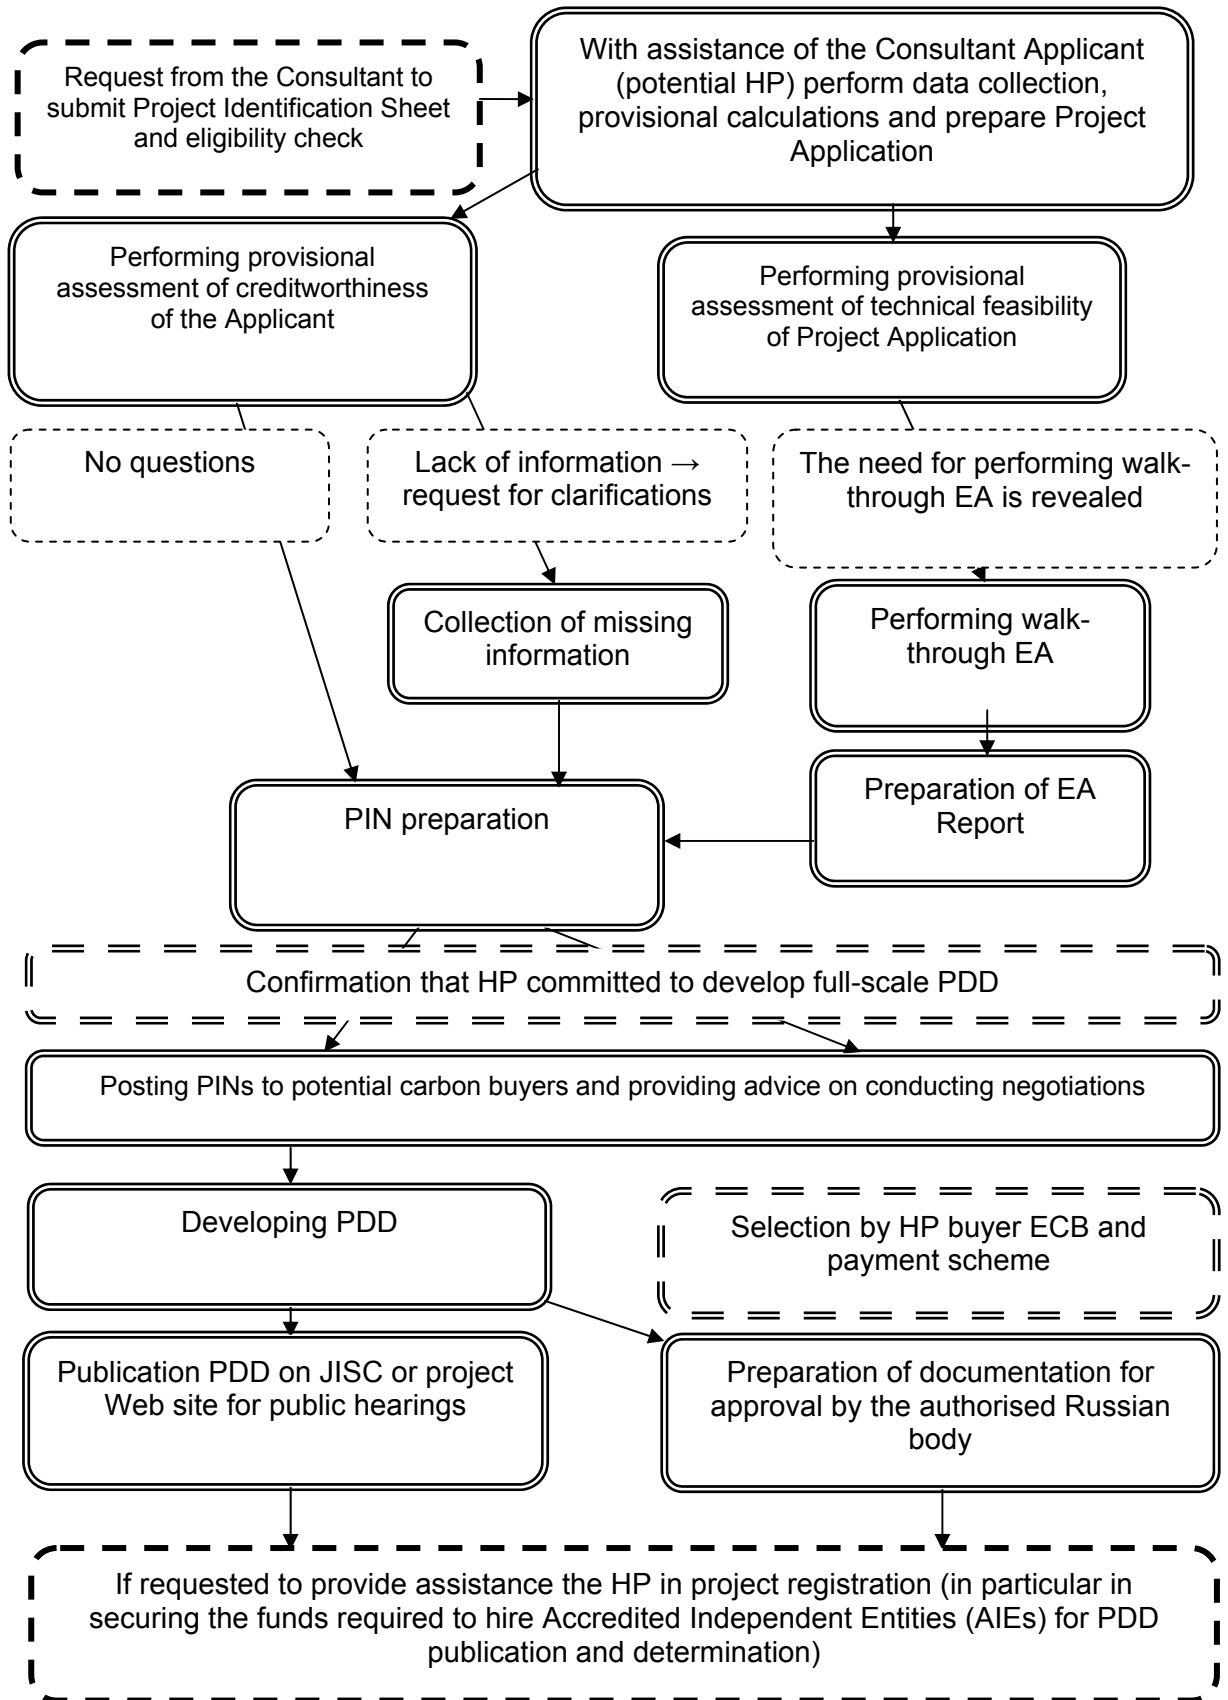 Request from the Consultant to
submit Project Identification Sheet
and eligibility check
With assistance of the Consultant Applicant
(potential HP) perform data collection,
provisional calculations and prepare Project
Application
Performing provisional
assessment of creditworthiness
of the Applicant
Performing provisional
assessment of technical feasibility
of Project Application
No questions
Lack of information →
request for clarifications
The need for performing walk-
through EA is revealed
Collection of missing
information
Performing walk-
through EA
PIN preparation
Preparation of EA
Report
Confirmation that HP committed to develop full-scale PDD
Posting PINs to potential carbon buyers and providing advice on conducting negotiations
Developing PDD
Selection by HP buyer ECB and
payment scheme
Publication PDD on JISC or project
Web site for public hearings
Preparation of documentation for
approval by the authorised Russian
body
If requested to provide assistance the HP in project registration (in particular in
securing the funds required to hire Accredited Independent Entities (AIEs) for PDD
publication and determination)